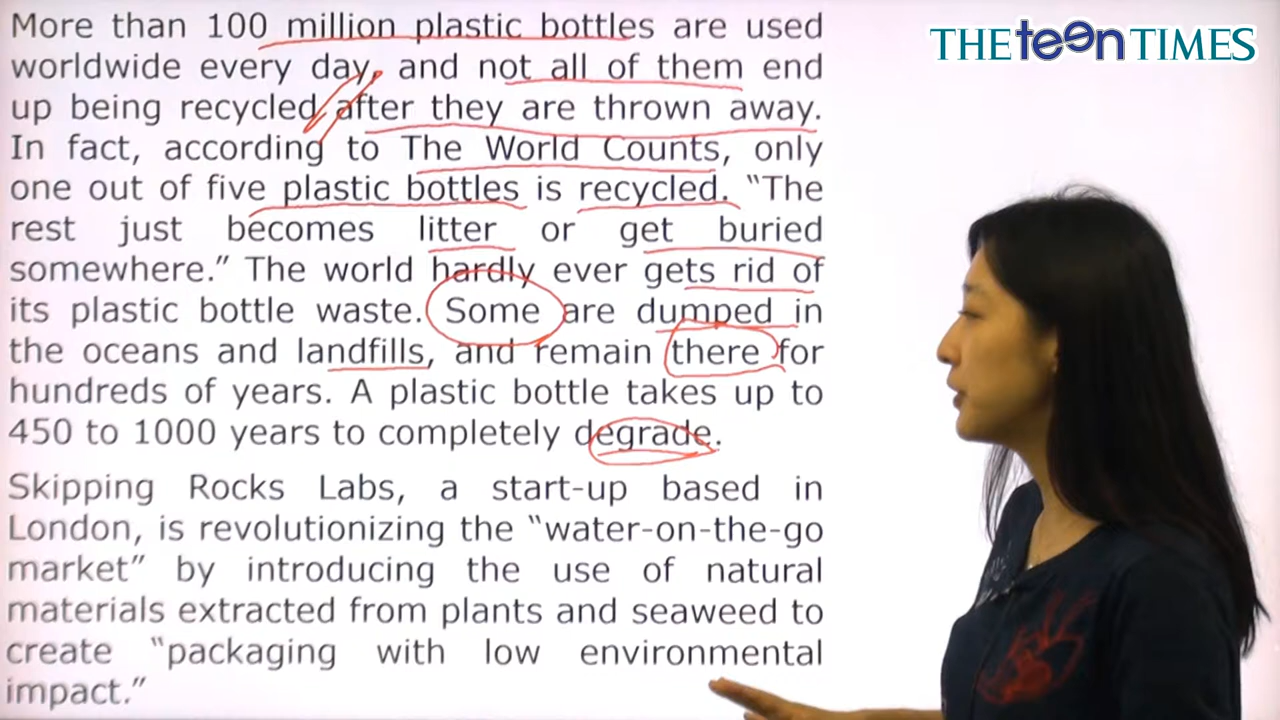 More than 100 million plastic bottles are used
worldwide every day, and not all of them end
up being recycled after they are thrown away.
In fact, according to The World Counts, only
one out of five plastic bottles is recycled. “The
rest just becomes litter or get buried
somewhere.” The world hardly ever gets rid of
its plastic bottle waste. Some are dumped in
the oceans and landfills, and remain there for
hundreds of years. A plastic bottle takes up to
450 to 1000 years to completely degrade.
Skipping Rocks Labs, a start-up based in
London, is revolutionizing the “water-on-the-go
market” by introducing the use of natural
materials extracted from plants and seaweed to
create “packaging with low environmental
impact.”
THE teen TIMES